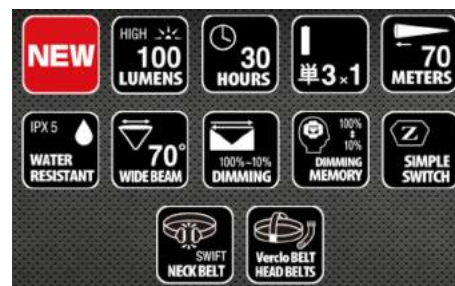 NEW
HIGH
100
LUMENS
30
HOURS
単3×1
70
METERS
IPX5
WATER
RESISTANT
70°
WIDE BEAM
100%~10%
DIMMING
100%
10%
DIMMING
MEMORY
Z
SIMPLE
SWITCH
SWIFT
NECK BELT
Verclo BELT
HEAD BELTS